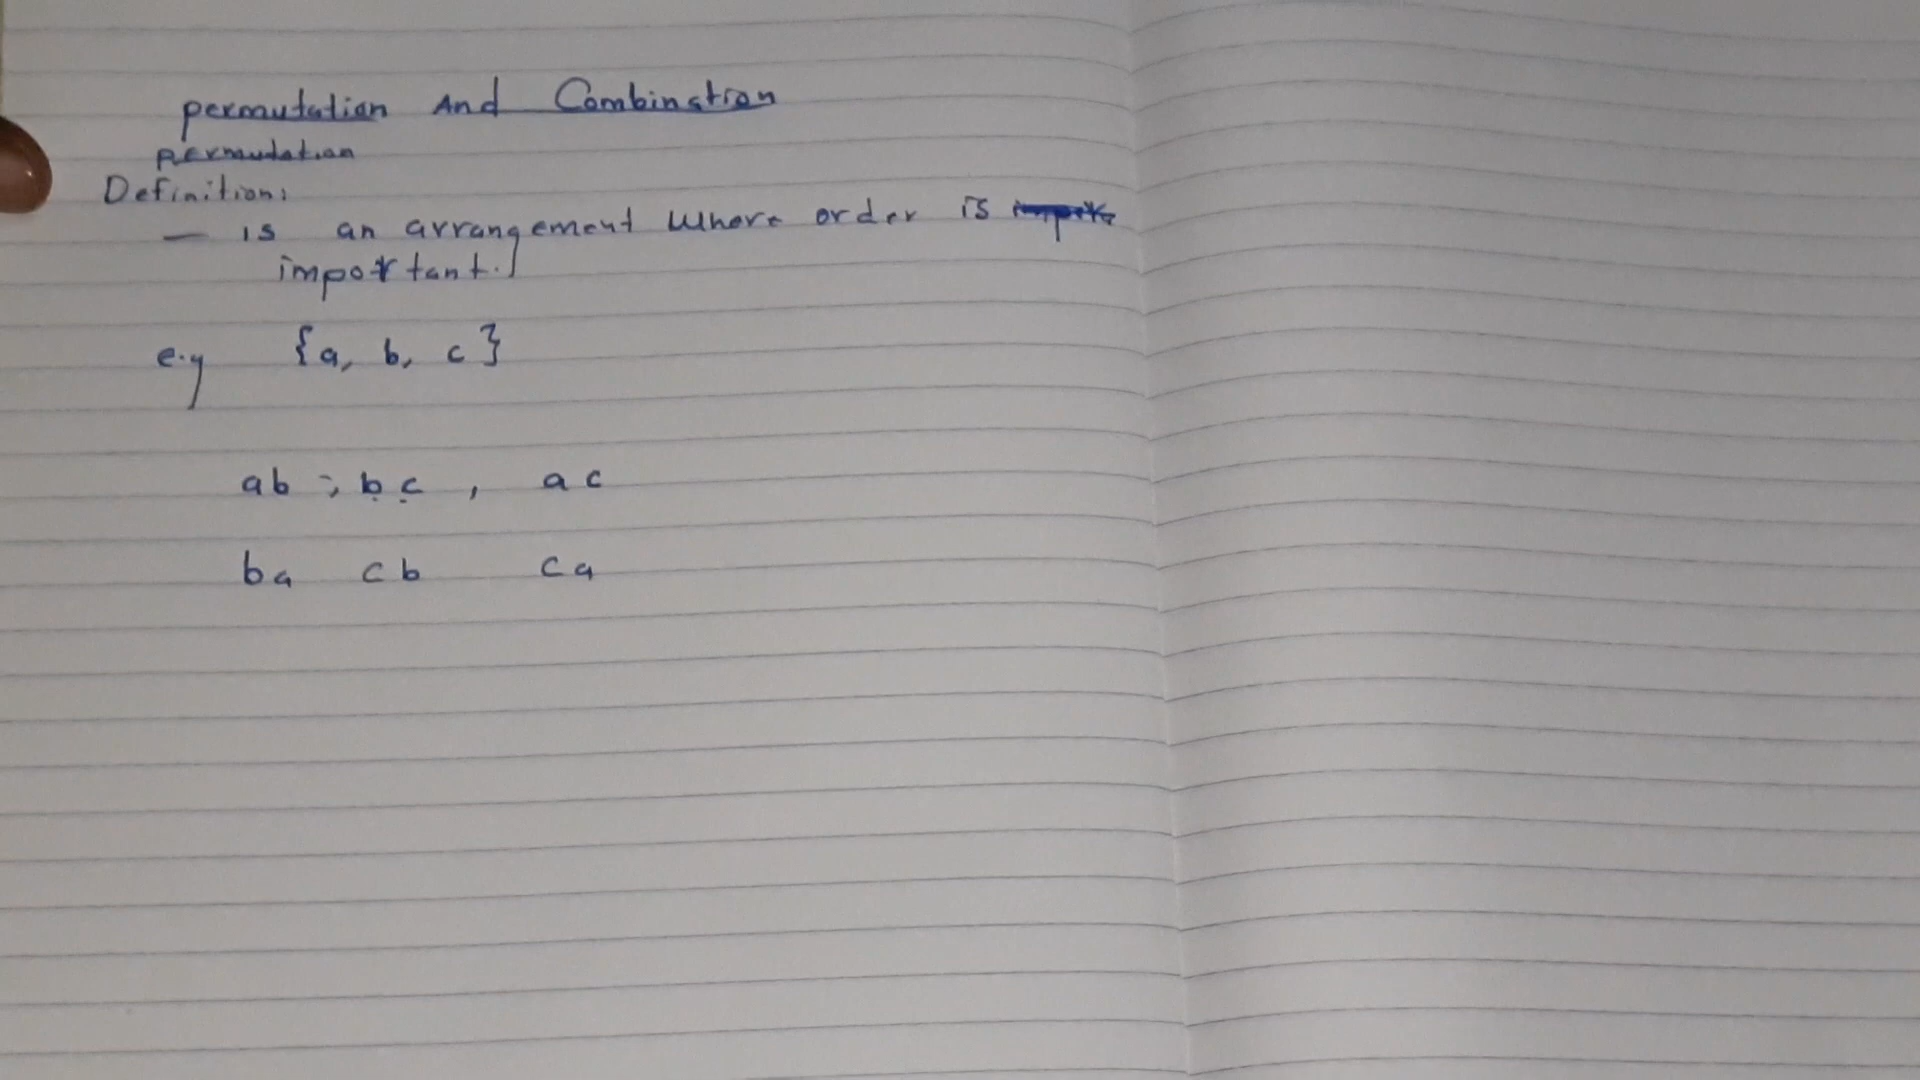 permutation And Combination
permutation
Definition:
— is an arrangement where order is
important.
e.g {a, b, c}
ab , bc , ac
ba cb ca